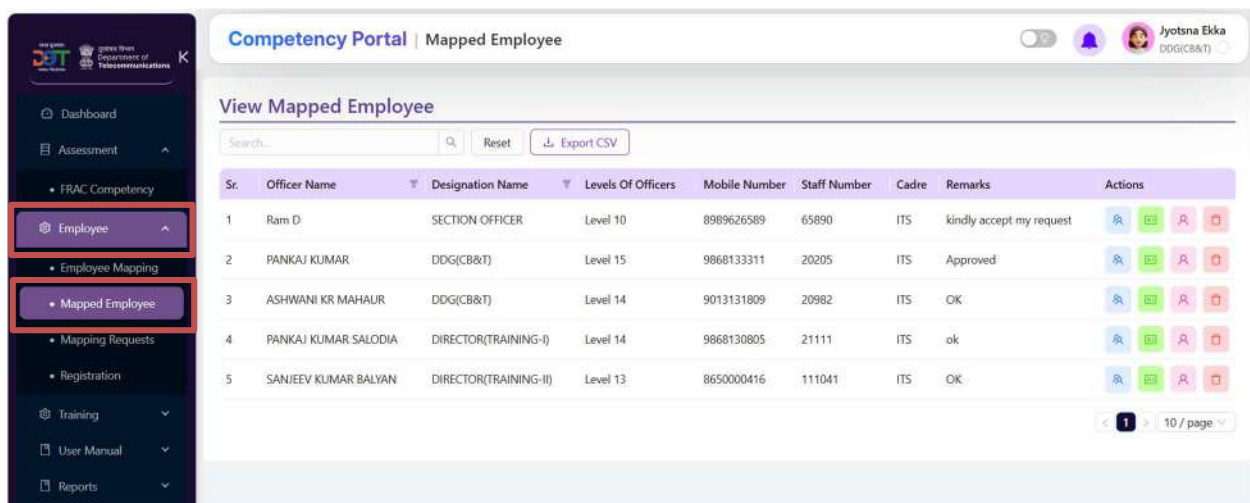 Department of
Telecommunications
Competency Portal | Mapped Employee
Jyotsna Ekka
DDG(CB&T)
Dashboard
Assessment
• FRAC Competency
Employee
• Employee Mapping
• Mapped Employee
• Mapping Requests
• Registration
Training
User Manual
Reports
View Mapped Employee
Search... Reset Export CSV
Sr. Officer Name Designation Name Levels Of Officers Mobile Number Staff Number Cadre Remarks Actions
1 Ram D SECTION OFFICER Level 10 8989626589 65890 ITS kindly accept my request
2 PANKAJ KUMAR DDG(CB&T) Level 15 9868133311 20205 ITS Approved
3 ASHWANI KR MAHAUR DDG(CB&T) Level 14 9013131809 20982 ITS OK
4 PANKAJ KUMAR SALODIA DIRECTOR(TRAINING-I) Level 14 9868130805 21111 ITS ok
5 SANJEEV KUMAR BALYAN DIRECTOR(TRAINING-II) Level 13 8650000416 111041 ITS OK
< 1 > 10 / page